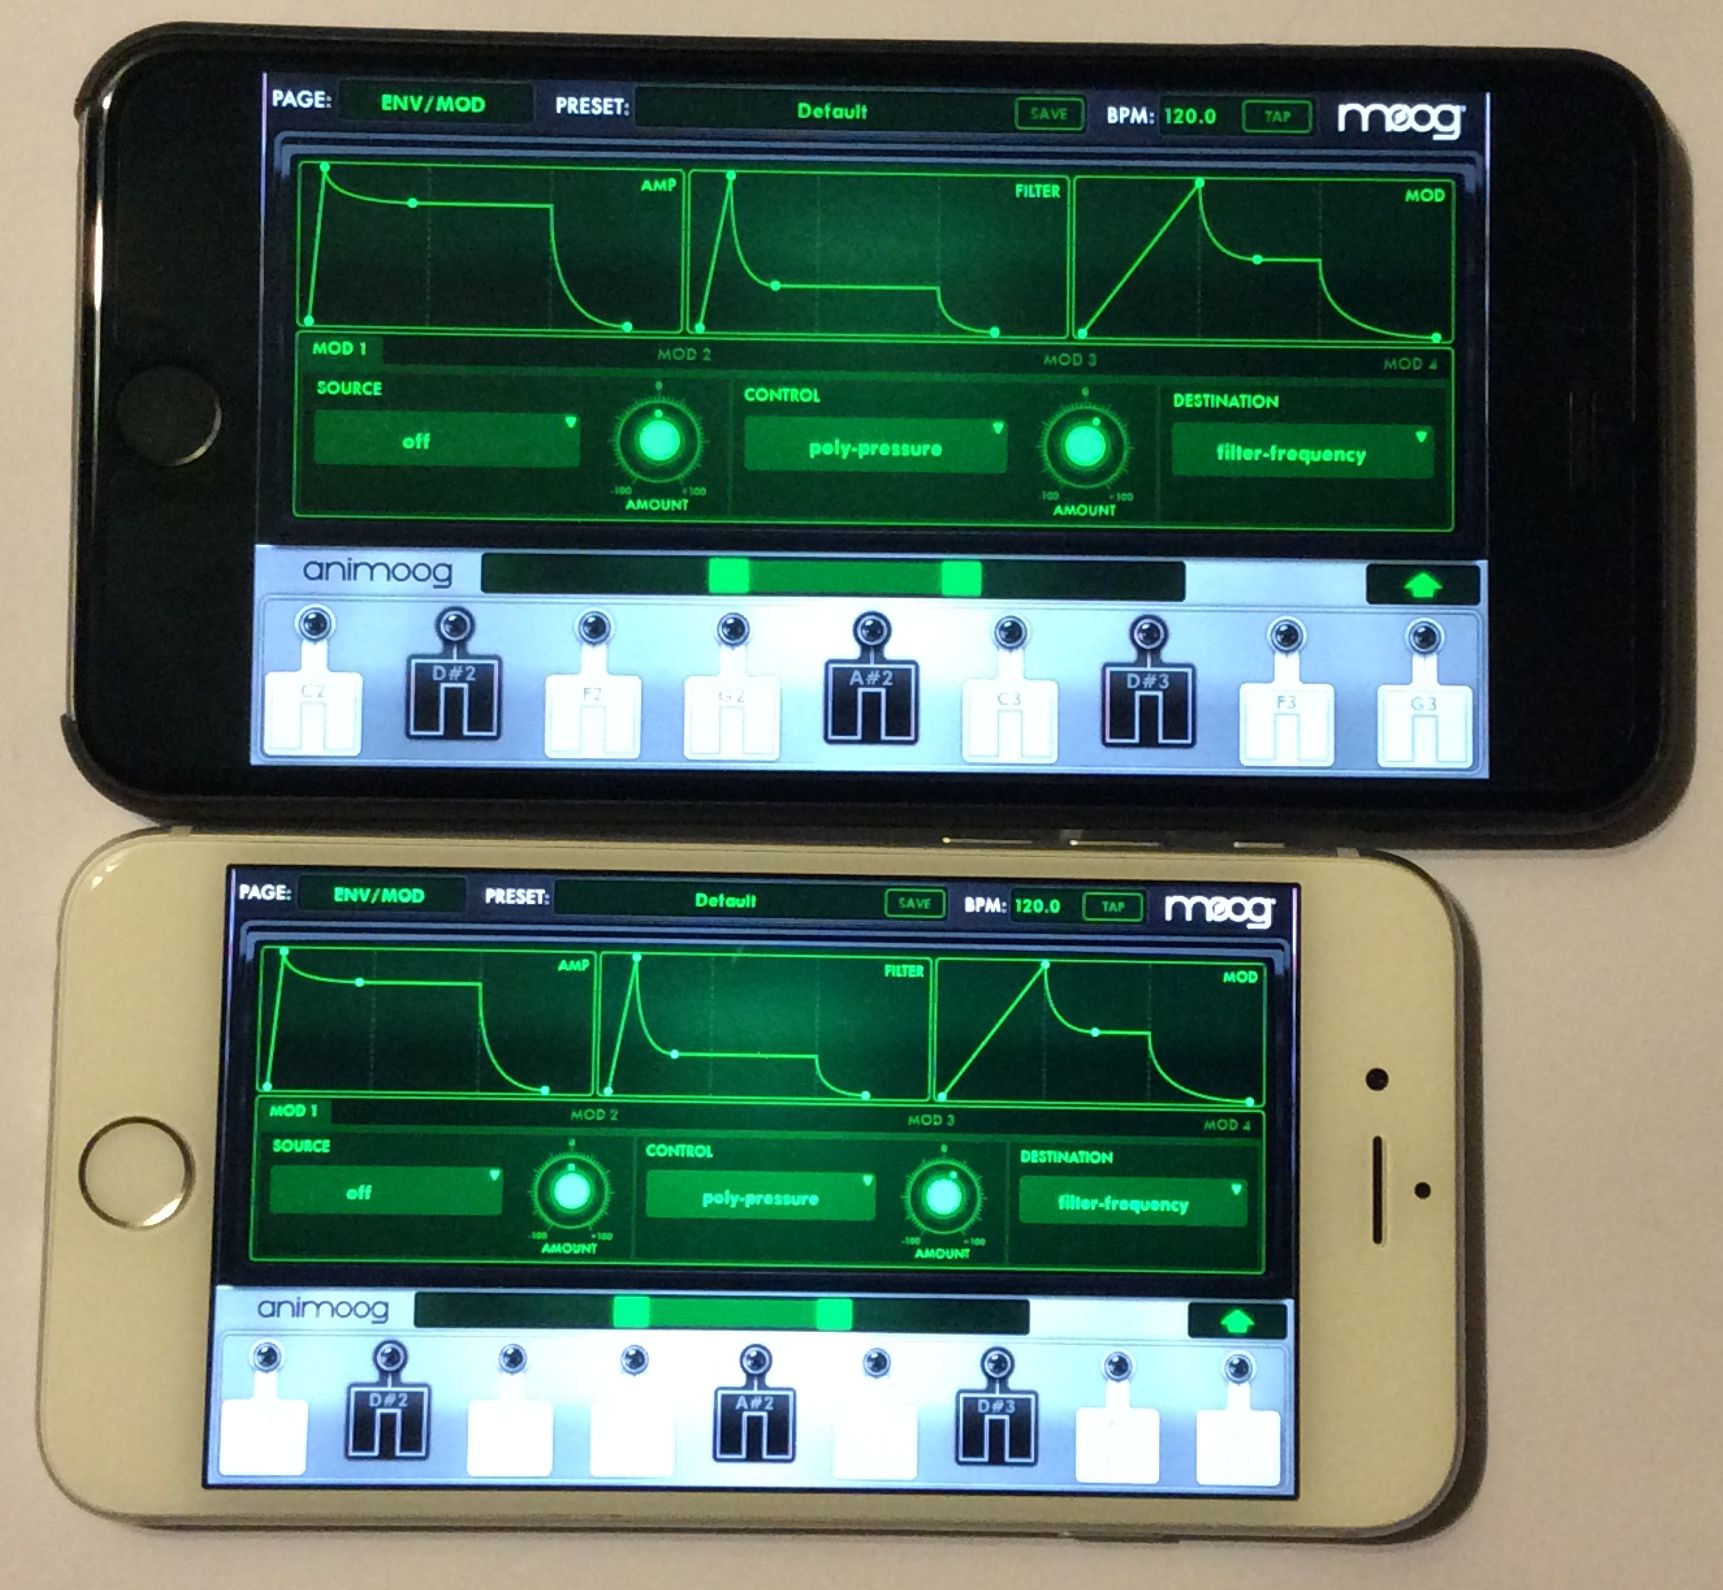 PAGE: ENV/MOD PRESET: Default SAVE BPM: 120.0 TAP moog
AMP FILTER MOD
MOD 1 MOD 2 MOD 3 MOD 4
SOURCE 0 CONTROL 0 DESTINATION
off poly-pressure filter-frequency
-100 +100 -100 +100
AMOUNT AMOUNT
animoog
C2 D#2 F2 G2 A#2 C3 D#3 F3 G3
PAGE: ENV/MOD PRESET: Default SAVE BPM: 120.0 TAP moog
AMP FILTER MOD
MOD 1 MOD 2 MOD 3 MOD 4
SOURCE 0 CONTROL 0 DESTINATION
off poly-pressure filter-frequency
-100 +100 -100 +100
AMOUNT AMOUNT
animoog
D#2 A#2 D#3